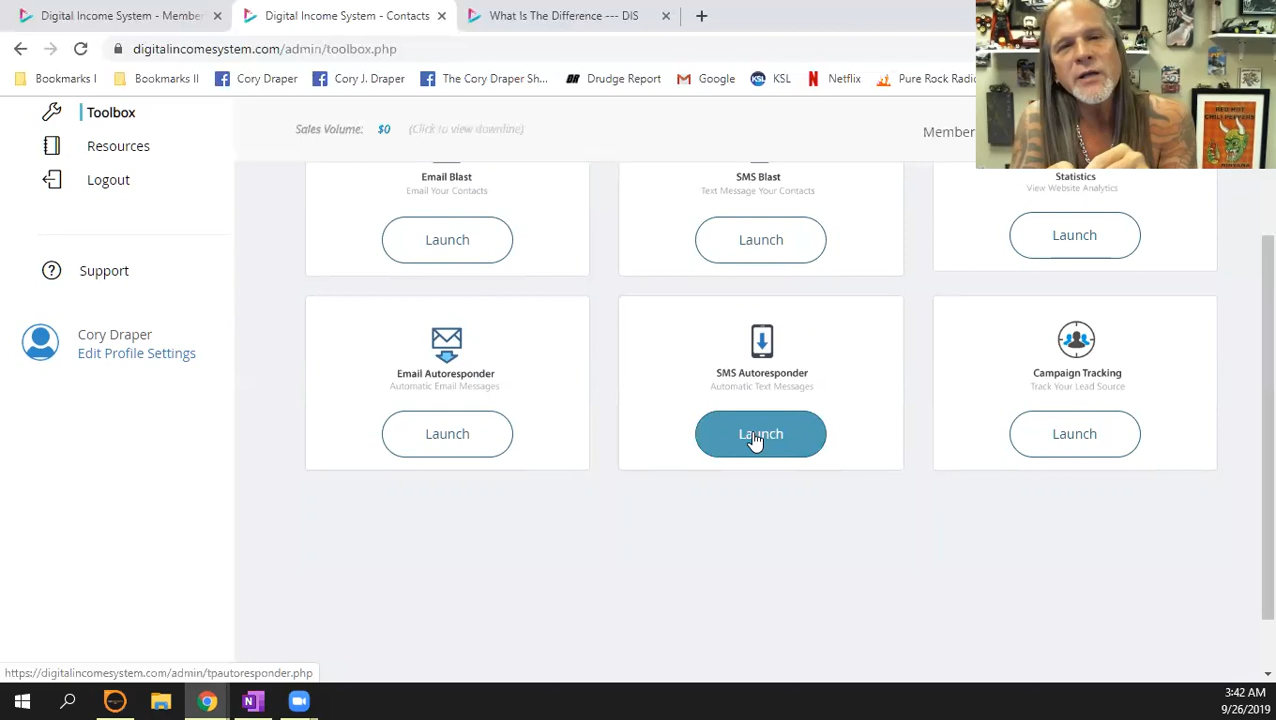 Digital Income System - Member
Digital Income System - Contacts
What Is The Difference --- DIS
digitalincomesystem.com/admin/toolbox.php
Bookmarks I
Bookmarks II
Cory Draper
Cory J. Draper
The Cory Draper Sh...
Drudge Report
Google
KSL
KSL
Netflix
Pure Rock Radio
RED HOT
CHILI PEPPERS
Toolbox
Resources
Logout
Support
Cory Draper
Edit Profile Settings
Sales Volume: $0 (Click to view downline)
Member
Email Blast
Email Your Contacts
Launch
SMS Blast
Text Message Your Contacts
Launch
Statistics
View Website Analytics
Launch
Email Autoresponder
Automatic Email Messages
Launch
SMS Autoresponder
Automatic Text Messages
Launch
Campaign Tracking
Track Your Lead Source
Launch
https://digitalincomesystem.com/admin/tpautoresponder.php
3:42 AM
9/26/2019